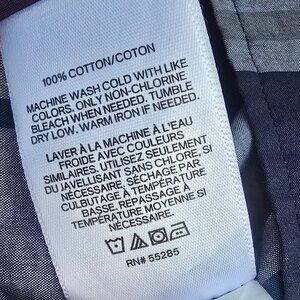 100% COTTON/COTON
MACHINE WASH COLD WITH LIKE
COLORS. ONLY NON-CHLORINE
BLEACH WHEN NEEDED. TUMBLE
DRY LOW. WARM IRON IF NEEDED.
LAVER À LA MACHINE À L'EAU
FROIDE AVEC COULEURS
SIMILAIRES. UTILISEZ SEULEMENT
DU JAVELLISANT SANS CHLORE, SI
NÉCESSAIRE, SÉCHAGE PAR
CULBUTAGE À TEMPÉRATURE
BASSE. REPASSAGE À
TEMPÉRATURE MOYENNE SI
NÉCESSAIRE.
RN# 55285